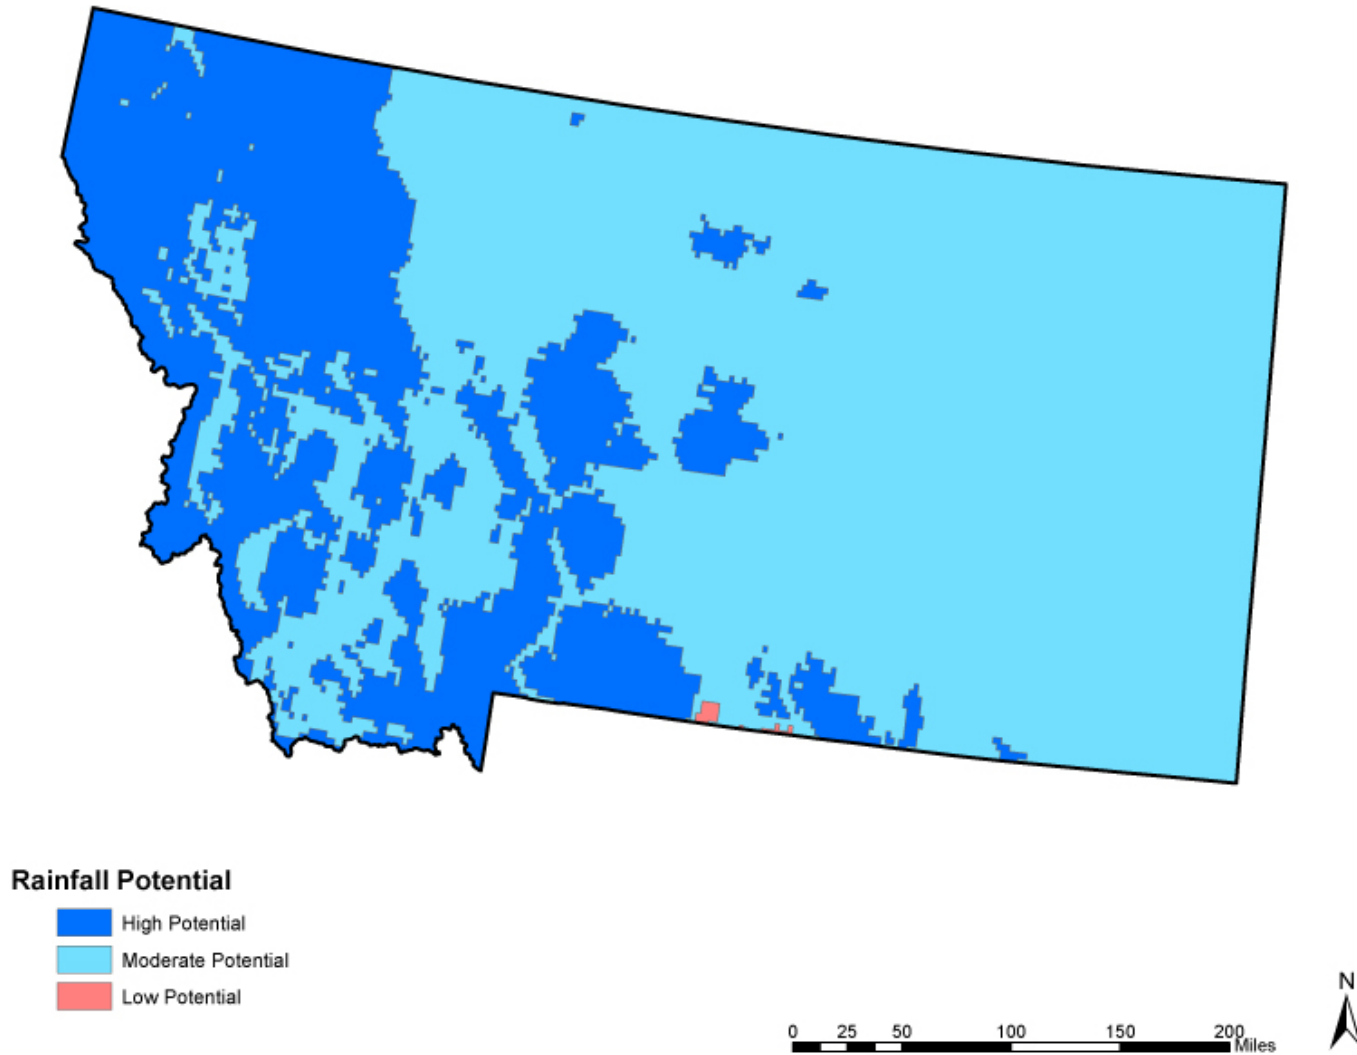 Rainfall Potential
High Potential
Moderate Potential
Low Potential
N
0 25 50 100 150 200
Miles